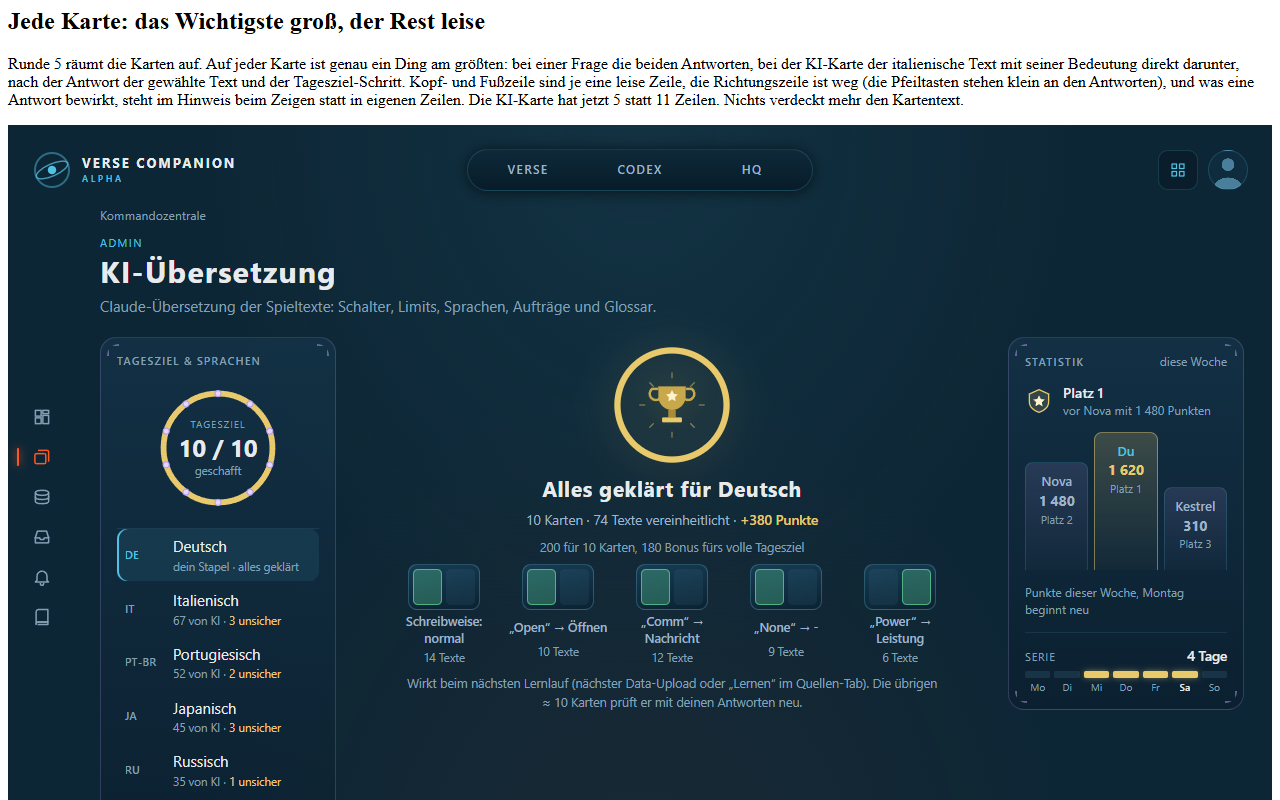 Jede Karte: das Wichtigste groß, der Rest leise
Runde 5 räumt die Karten auf. Auf jeder Karte ist genau ein Ding am größten: bei einer Frage die beiden Antworten, bei der KI-Karte der italienische Text mit seiner Bedeutung direkt darunter,
nach der Antwort der gewählte Text und der Tagesziel-Schritt. Kopf- und Fußzeile sind je eine leise Zeile, die Richtungszeile ist weg (die Pfeiltasten stehen klein an den Antworten), und was eine
Antwort bewirkt, steht im Hinweis beim Zeigen statt in eigenen Zeilen. Die KI-Karte hat jetzt 5 statt 11 Zeilen. Nichts verdeckt mehr den Kartentext.
VERSE COMPANION
ALPHA
VERSE
CODEX
HQ
Kommandozentrale
ADMIN
KI-Übersetzung
Claude-Übersetzung der Spieltexte: Schalter, Limits, Sprachen, Aufträge und Glossar.
TAGESZIEL & SPRACHEN
TAGESZIEL
10 / 10
geschafft
DE
Deutsch
dein Stapel · alles geklärt
IT
Italienisch
67 von KI · 3 unsicher
PT-BR
Portugiesisch
52 von KI · 2 unsicher
JA
Japanisch
45 von KI · 3 unsicher
RU
Russisch
35 von KI · 1 unsicher
Alles geklärt für Deutsch
10 Karten · 74 Texte vereinheitlicht · +380 Punkte
200 für 10 Karten, 180 Bonus fürs volle Tagesziel
Schreibweise:
normal
14 Texte
„Open“ → Öffnen
10 Texte
„Comm“ →
Nachricht
12 Texte
„None“ → -
9 Texte
„Power“ →
Leistung
6 Texte
Wirkt beim nächsten Lernlauf (nächster Data-Upload oder „Lernen“ im Quellen-Tab). Die übrigen
≈ 10 Karten prüft er mit deinen Antworten neu.
STATISTIK
diese Woche
Platz 1
vor Nova mit 1 480 Punkten
Nova
1 480
Platz 2
Du
1 620
Platz 1
Kestrel
310
Platz 3
Punkte dieser Woche, Montag
beginnt neu
SERIE
4 Tage
Mo
Di
Mi
Do
Fr
Sa
So